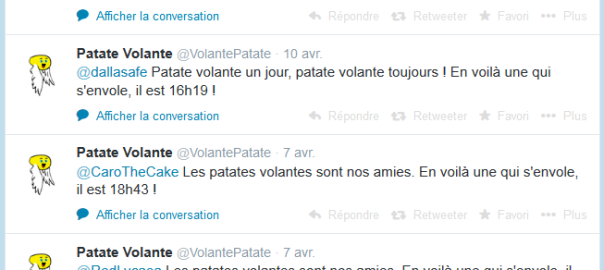 Afficher la conversation Répondre Retweeter Favori Plus
Patate Volante @VolantePatate · 10 avr.
@dallasafe Patate volante un jour, patate volante toujours ! En voilà une qui
s'envole, il est 16h19 !
Afficher la conversation Répondre Retweeter Favori Plus
Patate Volante @VolantePatate · 7 avr.
@CaroTheCake Les patates volantes sont nos amies. En voilà une qui s'envole,
il est 18h43 !
Afficher la conversation Répondre Retweeter Favori Plus
Patate Volante @VolantePatate · 7 avr.
Les patates volantes sont nos amies. En voilà une qui s'envole, il